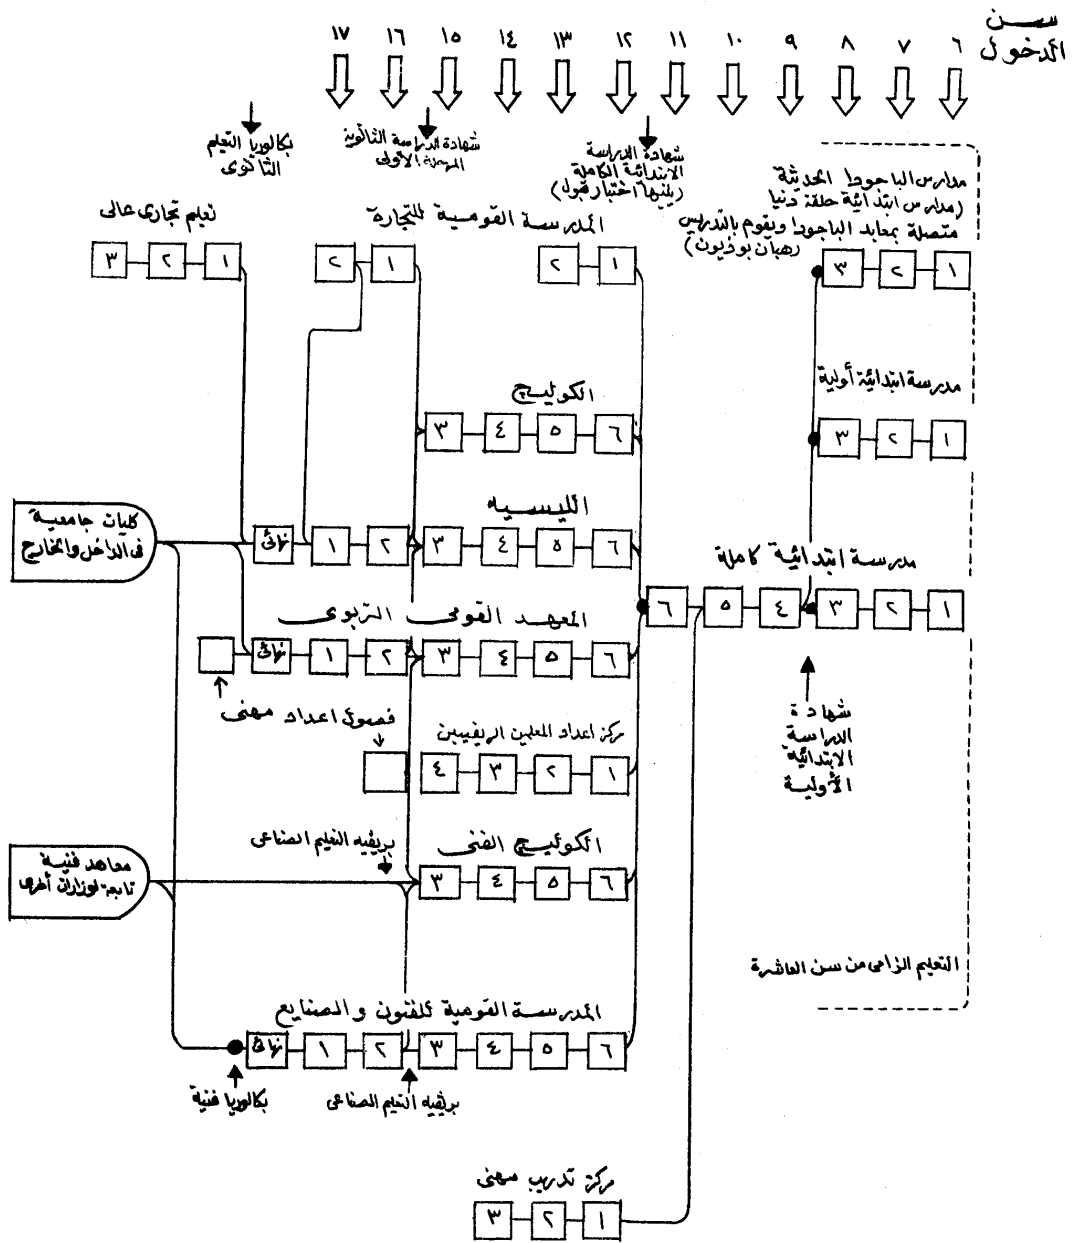 سن
الدخول
٦ ٧ ٨ ٩ ١٠ ١١ ١٢ ١٣ ١٤ ١٥ ١٦ ١٧
مدارس الباجودا الحديثة
(مدارس ابتدائية حلقة دنيا
متصلة بمعابد الباجودا ويقوم بالتدريس
رهبان بوذيون)
١ ٢ ٣
شهادة الدراسة
الابتدائية الكاملة
(يليها اختبار قبول)
شهادة الدراسة الثانوية
المرحلة الأولى
بكالوريا التعليم
الثانوى
المدرسة القومية للتجارة
١ ٢ ١ ٢
تعليم تجارى عالى
١ ٢ ٣
مدرسة ابتدائية أولية
١ ٢ ٣
الكوليج
٦ ٥ ٤ ٣
الليسيه
٦ ٥ ٤ ٣ ٢ ١ نهائى
كليات جامعية
فى الداخل والخارج
مدرسة ابتدائية كاملة
١ ٢ ٣ ٤ ٥ ٦
المعهد القومى التربوى
٦ ٥ ٤ ٣ ٢ ١ نهائى
شهادة
الدراسة
الابتدائية
الأولية
فصول اعداد مهنى
مركز اعداد المعلمين الريفيين
١ ٢ ٣ ٤
الكوليج الفنى
٦ ٥ ٤ ٣
بريفيه التعليم الصناعى
معاهد فنية
تابعة لوزارات أخرى
التعليم الزامى من سن العاشرة
المدرسة القومية للفنون والصنايع
٦ ٥ ٤ ٣ ٢ ١ نهائى
بريفيه التعليم الصناعى
بكالوريا فنية
مركز تدريب مهنى
١ ٢ ٣